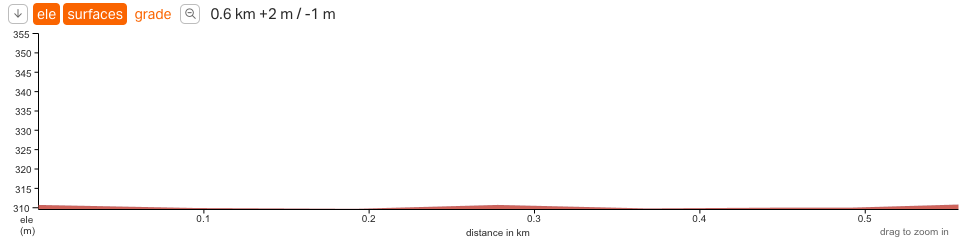 ele surfaces grade 0.6 km +2 m / -1 m
355
350
345
340
335
330
325
320
315
310
ele
(m)
0.1 0.2 0.3 0.4 0.5
distance in km
drag to zoom in